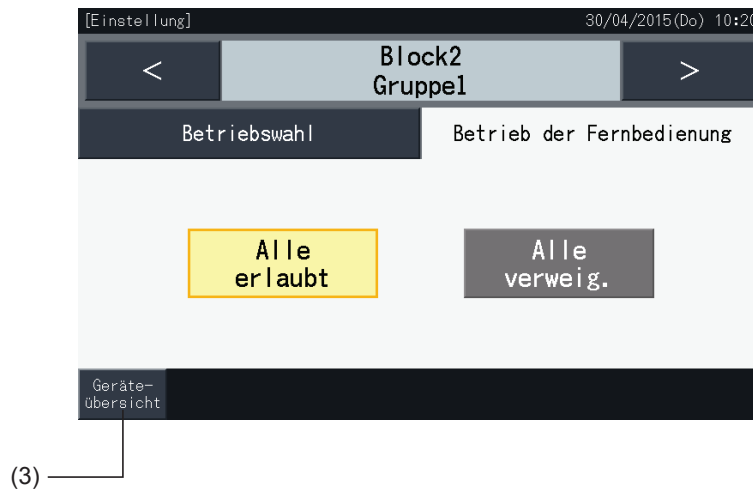 [Einstellung] 30/04/2015(Do) 10:20
< Block2 >
Gruppe1
Betriebswahl Betrieb der Fernbedienung
Alle Alle
erlaubt verweig.
Geräte-
übersicht
(3)